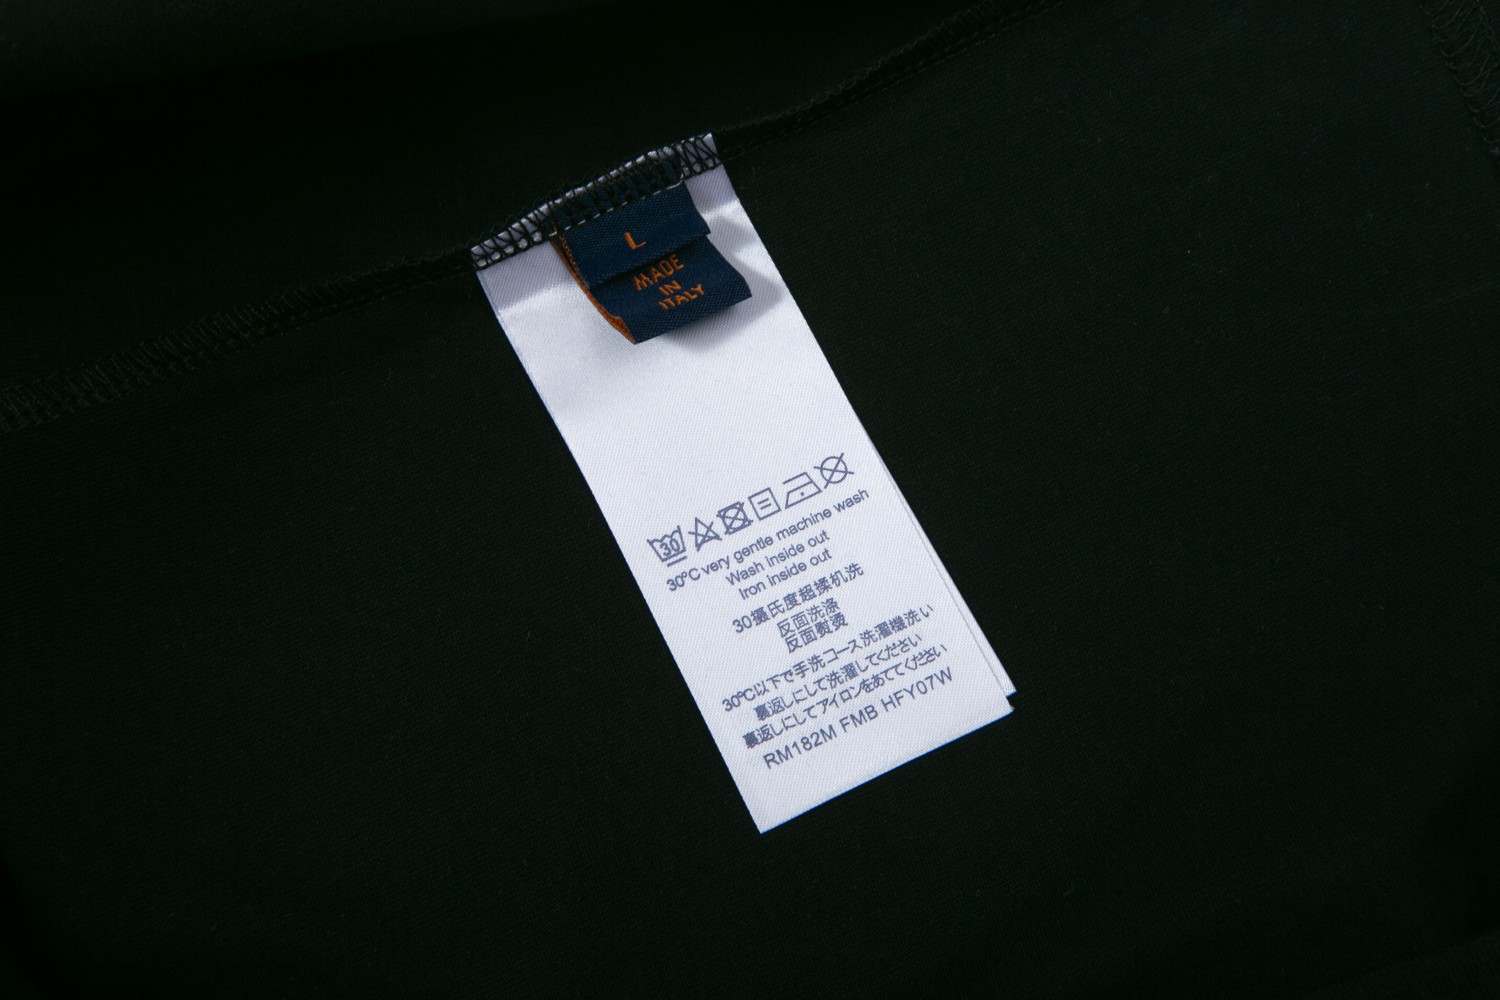 L
MADE
IN
ITALY
30
30°C very gentle machine wash
Wash inside out
Iron inside out
30摄氏度超揉机洗
反面洗涤
反面熨烫
30℃以下で手洗コース洗濯機洗い
裏返しにして洗濯してください
裏返しにしてアイロンをあててください
RM182M FMB HFY07W